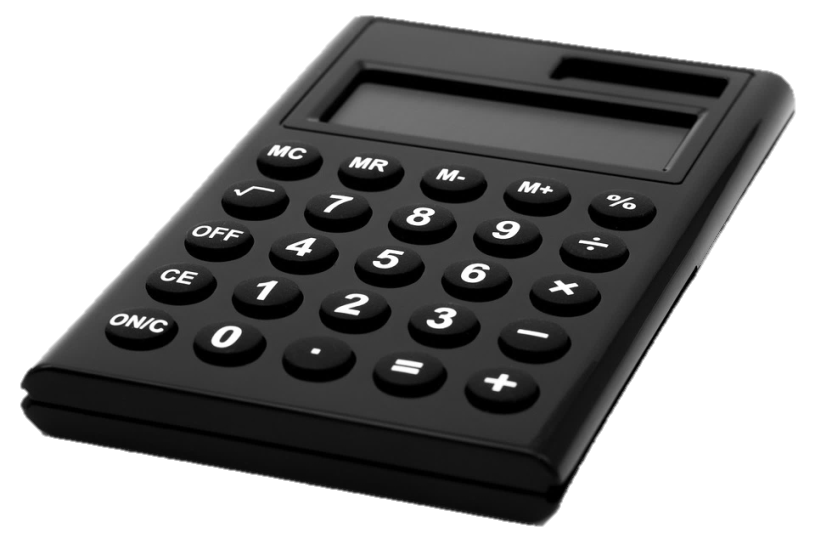 MC MR M- M+ %
√ 7 8 9 ÷
OFF 4 5 6 ×
CE 1 2 3 −
ON/C 0 . = +